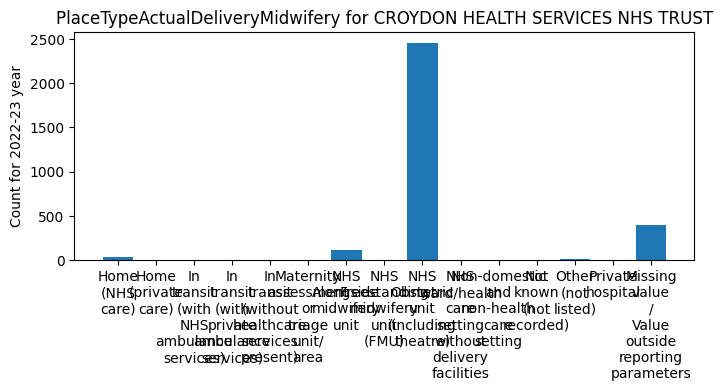 PlaceTypeActualDeliveryMidwifery for CROYDON HEALTH SERVICES NHS TRUST
Count for 2022-23 year
2500
2000
1500
1000
500
0
Home
(NHS
care)
Home
(private
care)
In
transit
(with
NHS
ambulance
services)
In
transit
(with
private
ambulance
services)
In
transit
(without
healthcare
services
present)
Maternity
assessment
or
triage
unit/
area
NHS
Alongside
midwifery
unit
NHS
Freestanding
midwifery
unit
(FMU)
NHS
Obstetric
unit
(including
theatre)
NHS
ward/health
care
setting
without
delivery
facilities
Non-domestic
and
non-health
care
setting
Not
known
(not
recorded)
Other
(not
listed)
Private
hospital
Missing
value
/
Value
outside
reporting
parameters